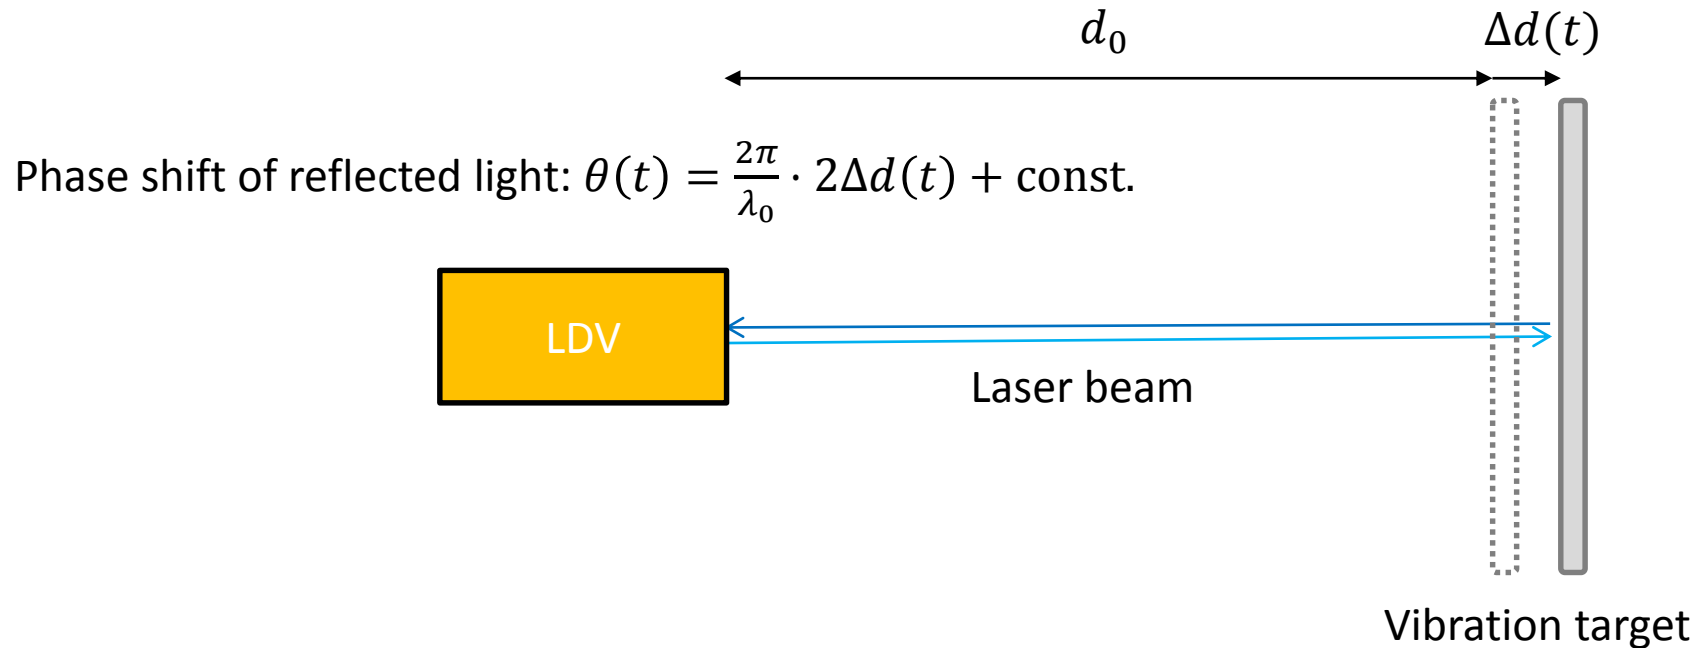 d₀
Δd(t)
Phase shift of reflected light: θ(t) = 2π/λ₀ · 2Δd(t) + const.
LDV
Laser beam
Vibration target